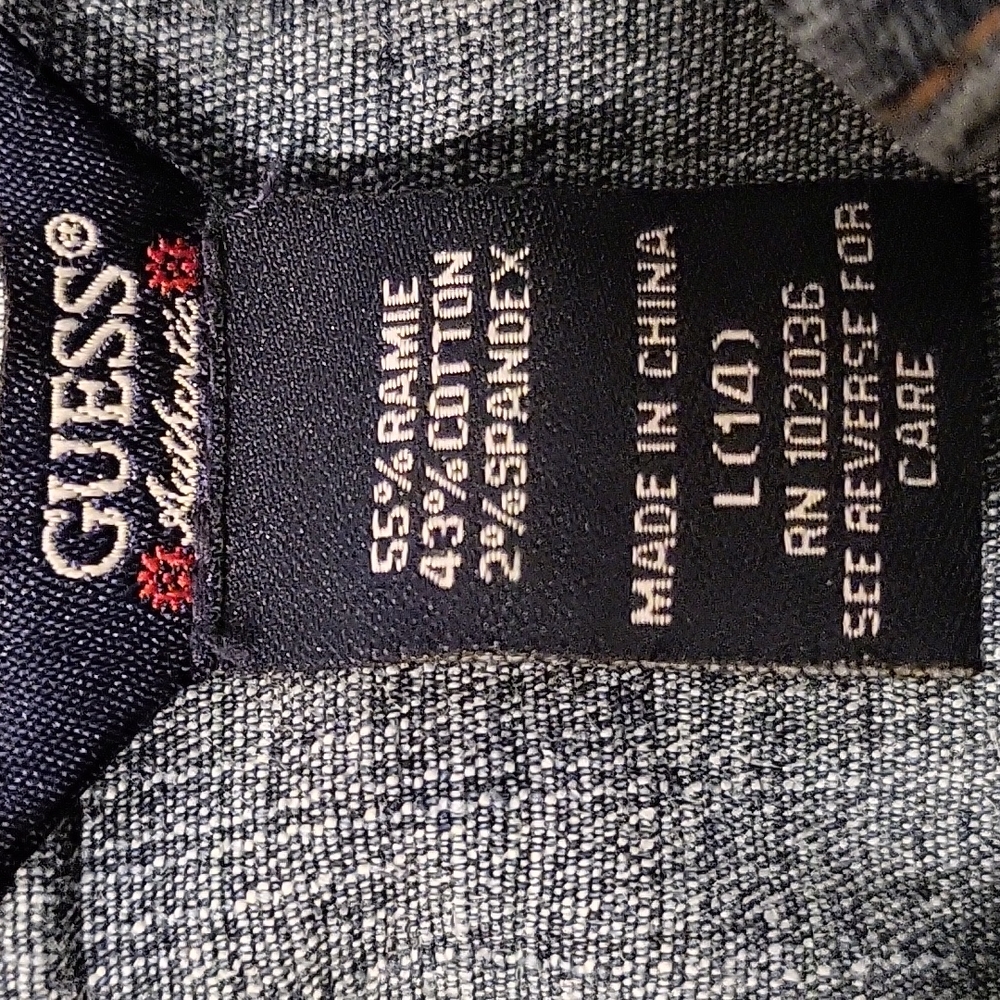 GUESS®
55% RAMIE
43% COTTON
2% SPANDEX
MADE IN CHINA
L(14)
RN 102036
SEE REVERSE FOR
CARE